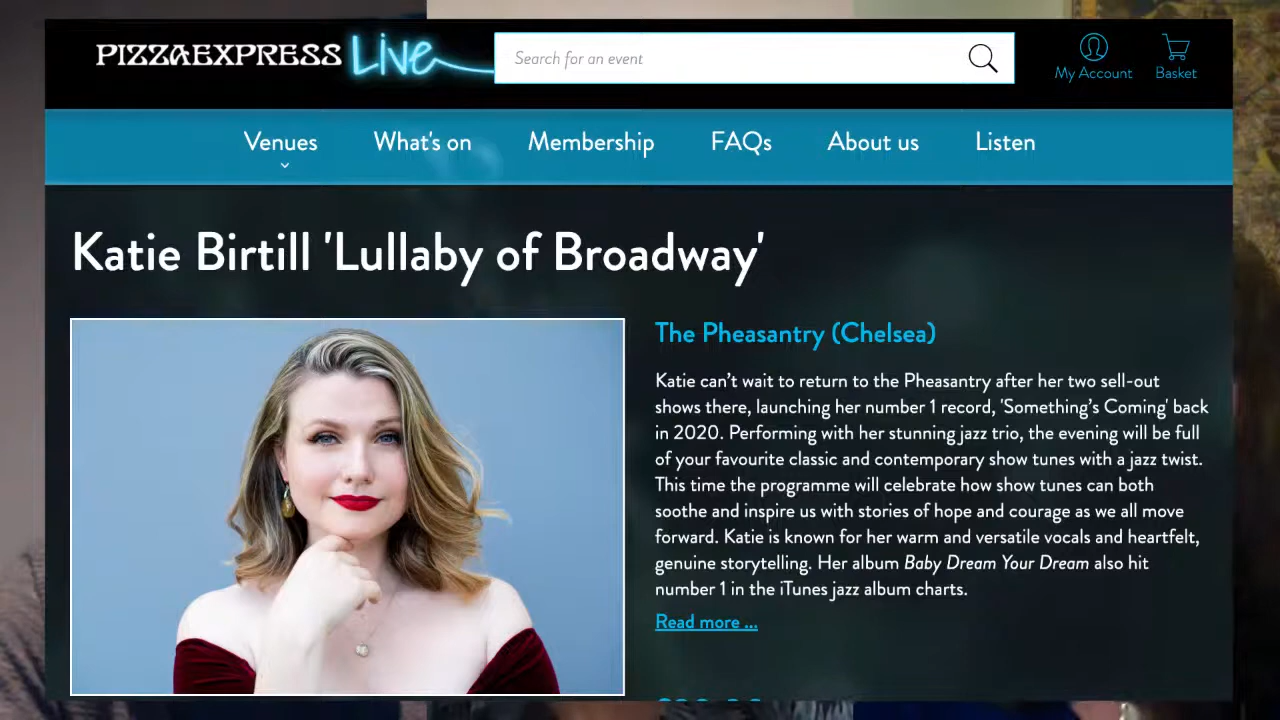 PIZZAEXPRESS Live
Search for an event
My Account
Basket
Venues
What's on
Membership
FAQs
About us
Listen
Katie Birtill 'Lullaby of Broadway'
The Pheasantry (Chelsea)
Katie can’t wait to return to the Pheasantry after her two sell-out
shows there, launching her number 1 record, 'Something’s Coming' back
in 2020. Performing with her stunning jazz trio, the evening will be full
of your favourite classic and contemporary show tunes with a jazz twist.
This time the programme will celebrate how show tunes can both
soothe and inspire us with stories of hope and courage as we all move
forward. Katie is known for her warm and versatile vocals and heartfelt,
genuine storytelling. Her album Baby Dream Your Dream also hit
number 1 in the iTunes jazz album charts.
Read more ...